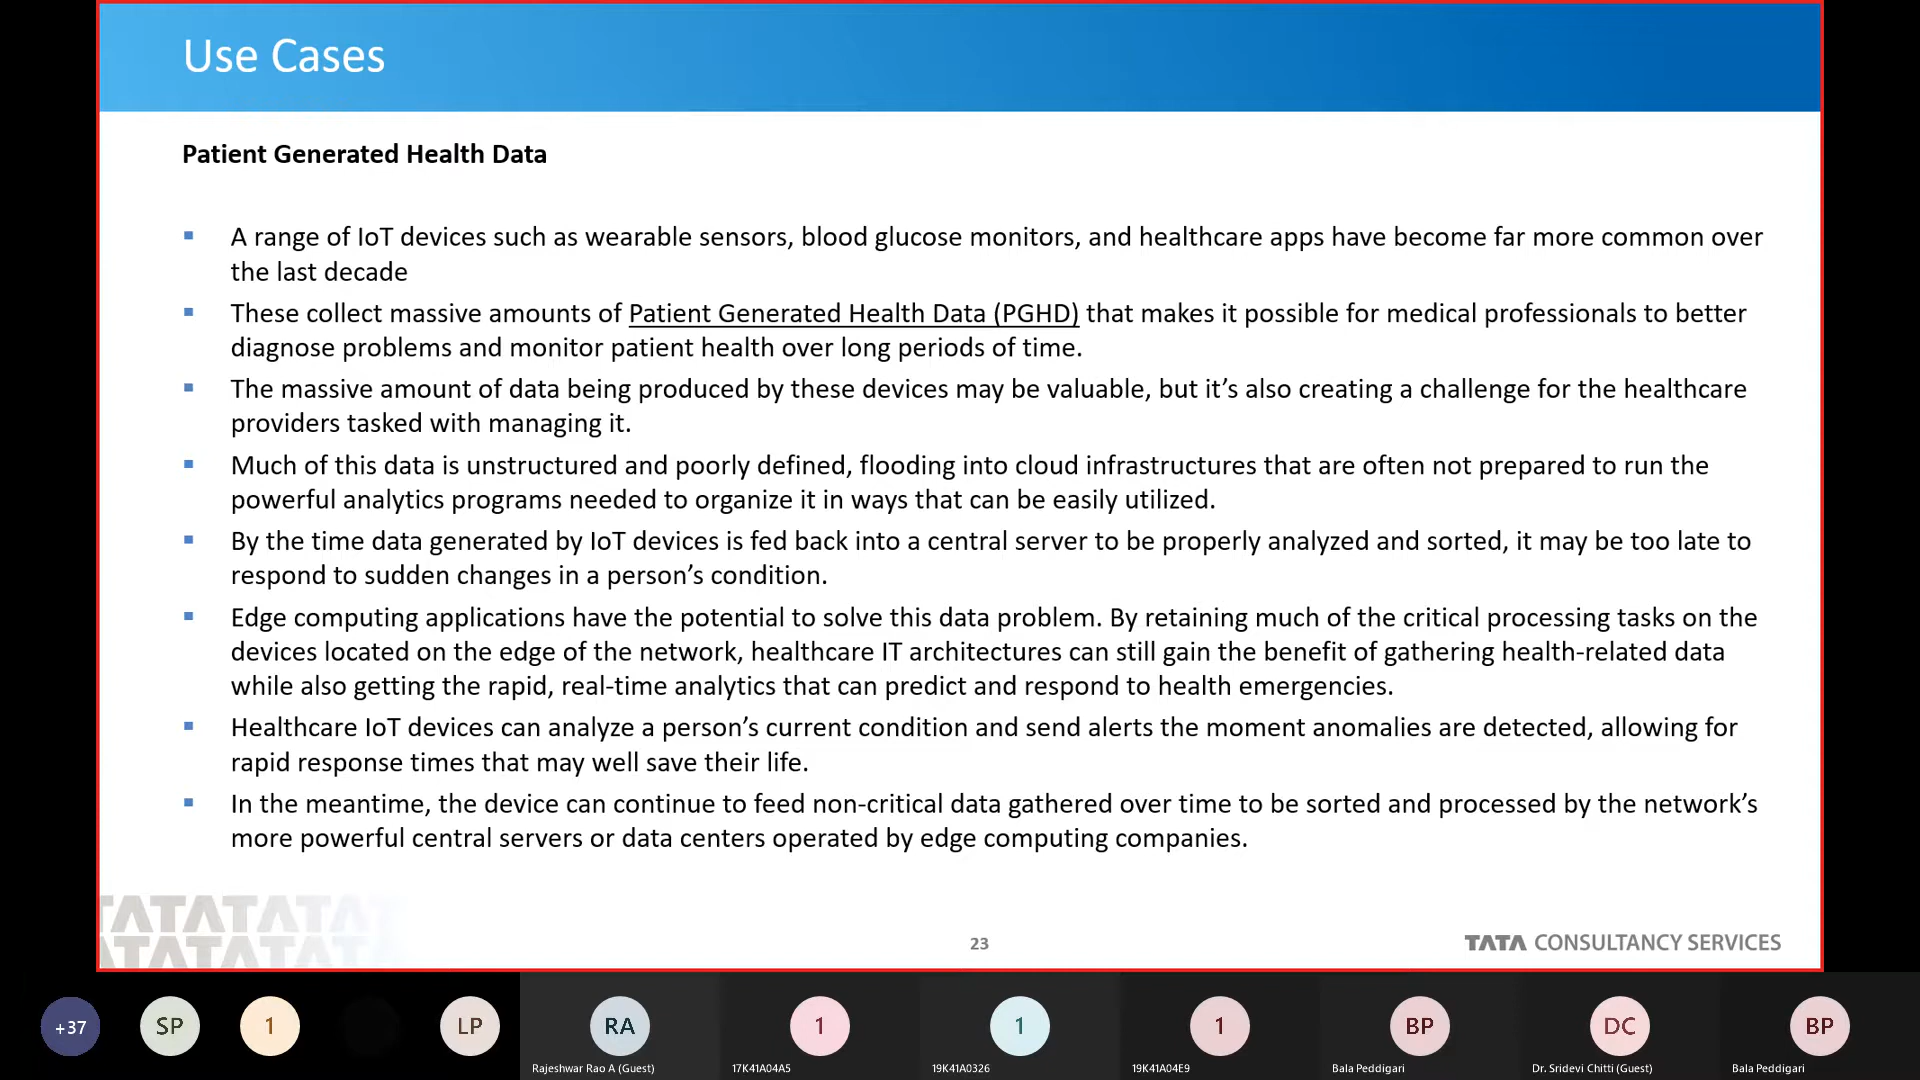 Use Cases
Patient Generated Health Data
A range of IoT devices such as wearable sensors, blood glucose monitors, and healthcare apps have become far more common over
the last decade
These collect massive amounts of Patient Generated Health Data (PGHD) that makes it possible for medical professionals to better
diagnose problems and monitor patient health over long periods of time.
The massive amount of data being produced by these devices may be valuable, but it’s also creating a challenge for the healthcare
providers tasked with managing it.
Much of this data is unstructured and poorly defined, flooding into cloud infrastructures that are often not prepared to run the
powerful analytics programs needed to organize it in ways that can be easily utilized.
By the time data generated by IoT devices is fed back into a central server to be properly analyzed and sorted, it may be too late to
respond to sudden changes in a person’s condition.
Edge computing applications have the potential to solve this data problem. By retaining much of the critical processing tasks on the
devices located on the edge of the network, healthcare IT architectures can still gain the benefit of gathering health-related data
while also getting the rapid, real-time analytics that can predict and respond to health emergencies.
Healthcare IoT devices can analyze a person’s current condition and send alerts the moment anomalies are detected, allowing for
rapid response times that may well save their life.
In the meantime, the device can continue to feed non-critical data gathered over time to be sorted and processed by the network’s
more powerful central servers or data centers operated by edge computing companies.
TATATATATA
TATATATATA
23
TATA CONSULTANCY SERVICES
+37 SP 1 LP RA 1 1 1 BP DC BP
Rajeshwar Rao A (Guest) 17K41A04A5 19K41A0326 19K41A04E9 Bala Peddigari Dr. Sridevi Chitti (Guest) Bala Peddigari